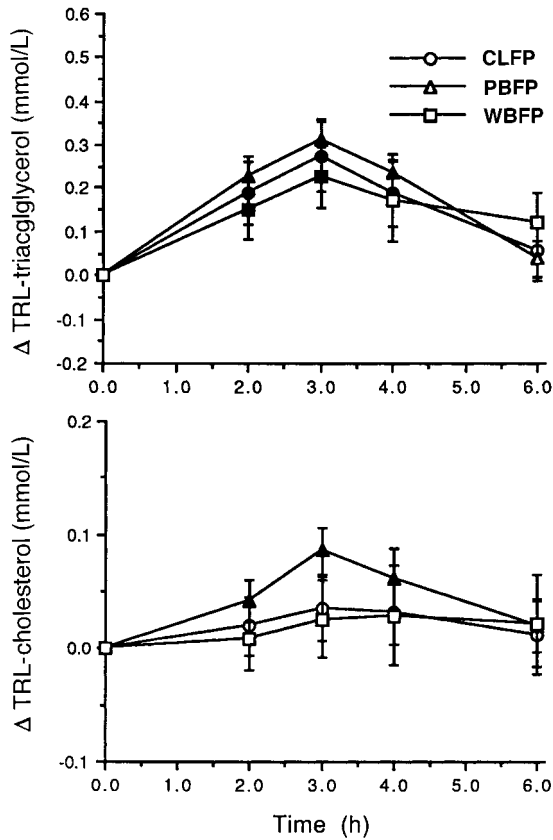 0.6
0.5
0.4
0.3
0.2
0.1
0.0
-0.1
-0.2
Δ TRL-triacglglycerol (mmol/L)
CLFP
PBFP
WBFP
0.0 1.0 2.0 3.0 4.0 5.0 6.0
0.2
0.1
0.0
-0.1
Δ TRL-cholesterol (mmol/L)
0.0 1.0 2.0 3.0 4.0 5.0 6.0
Time (h)